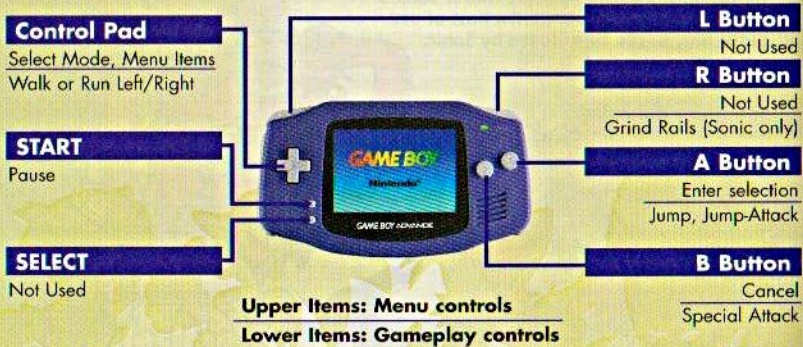 Control Pad
Select Mode, Menu Items
Walk or Run Left/Right
START
Pause
SELECT
Not Used
GAME BOY
Nintendo
GAME BOY ADVANCE
L Button
Not Used
R Button
Not Used
Grind Rails (Sonic only)
A Button
Enter selection
Jump, Jump-Attack
B Button
Cancel
Special Attack
Upper Items: Menu controls
Lower Items: Gameplay controls